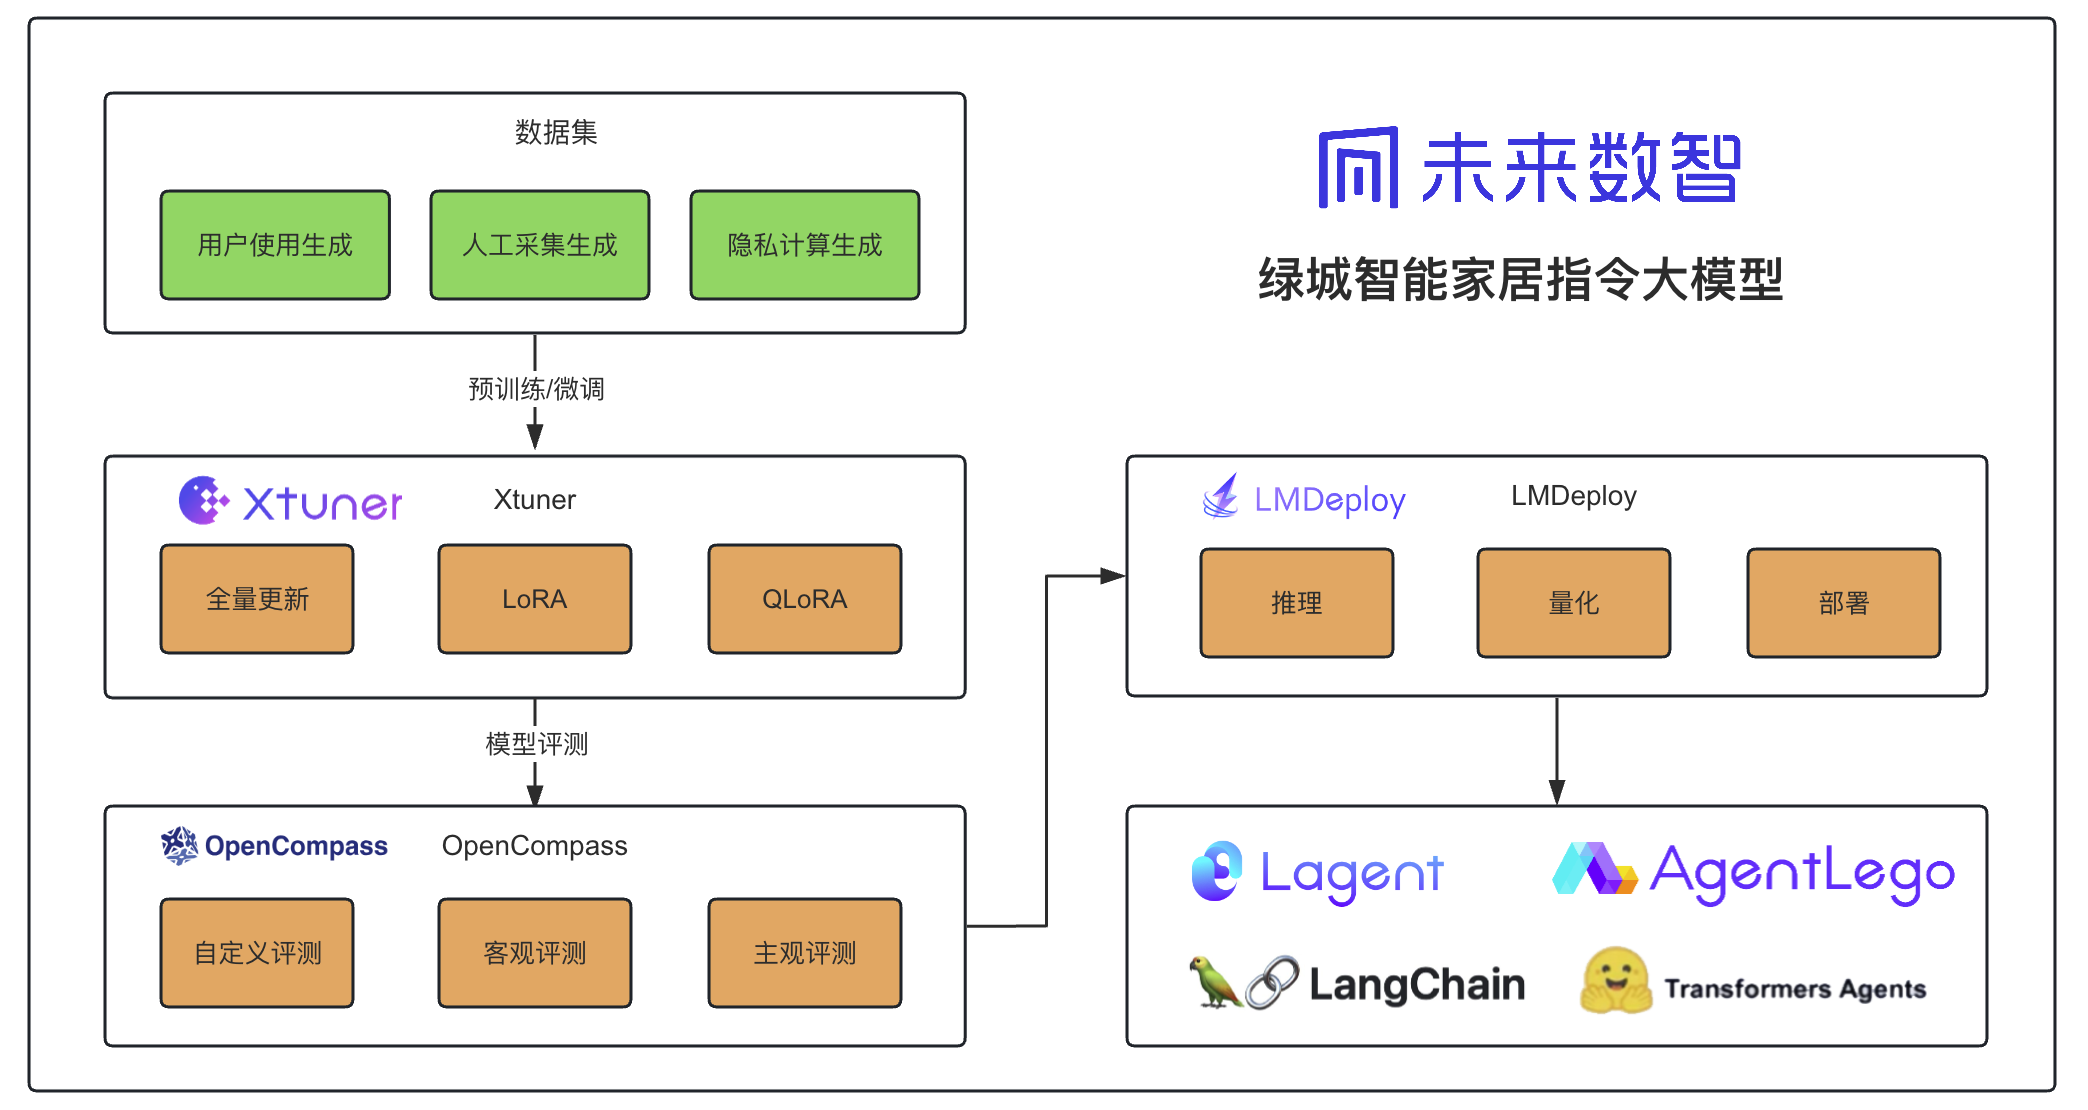 数据集
用户使用生成
人工采集生成
隐私计算生成
未来数智
绿城智能家居指令大模型
预训练/微调
Xtuner
Xtuner
全量更新
LoRA
QLoRA
模型评测
OpenCompass
OpenCompass
自定义评测
客观评测
主观评测
LMDeploy
LMDeploy
推理
量化
部署
Lagent
AgentLego
LangChain
Transformers Agents